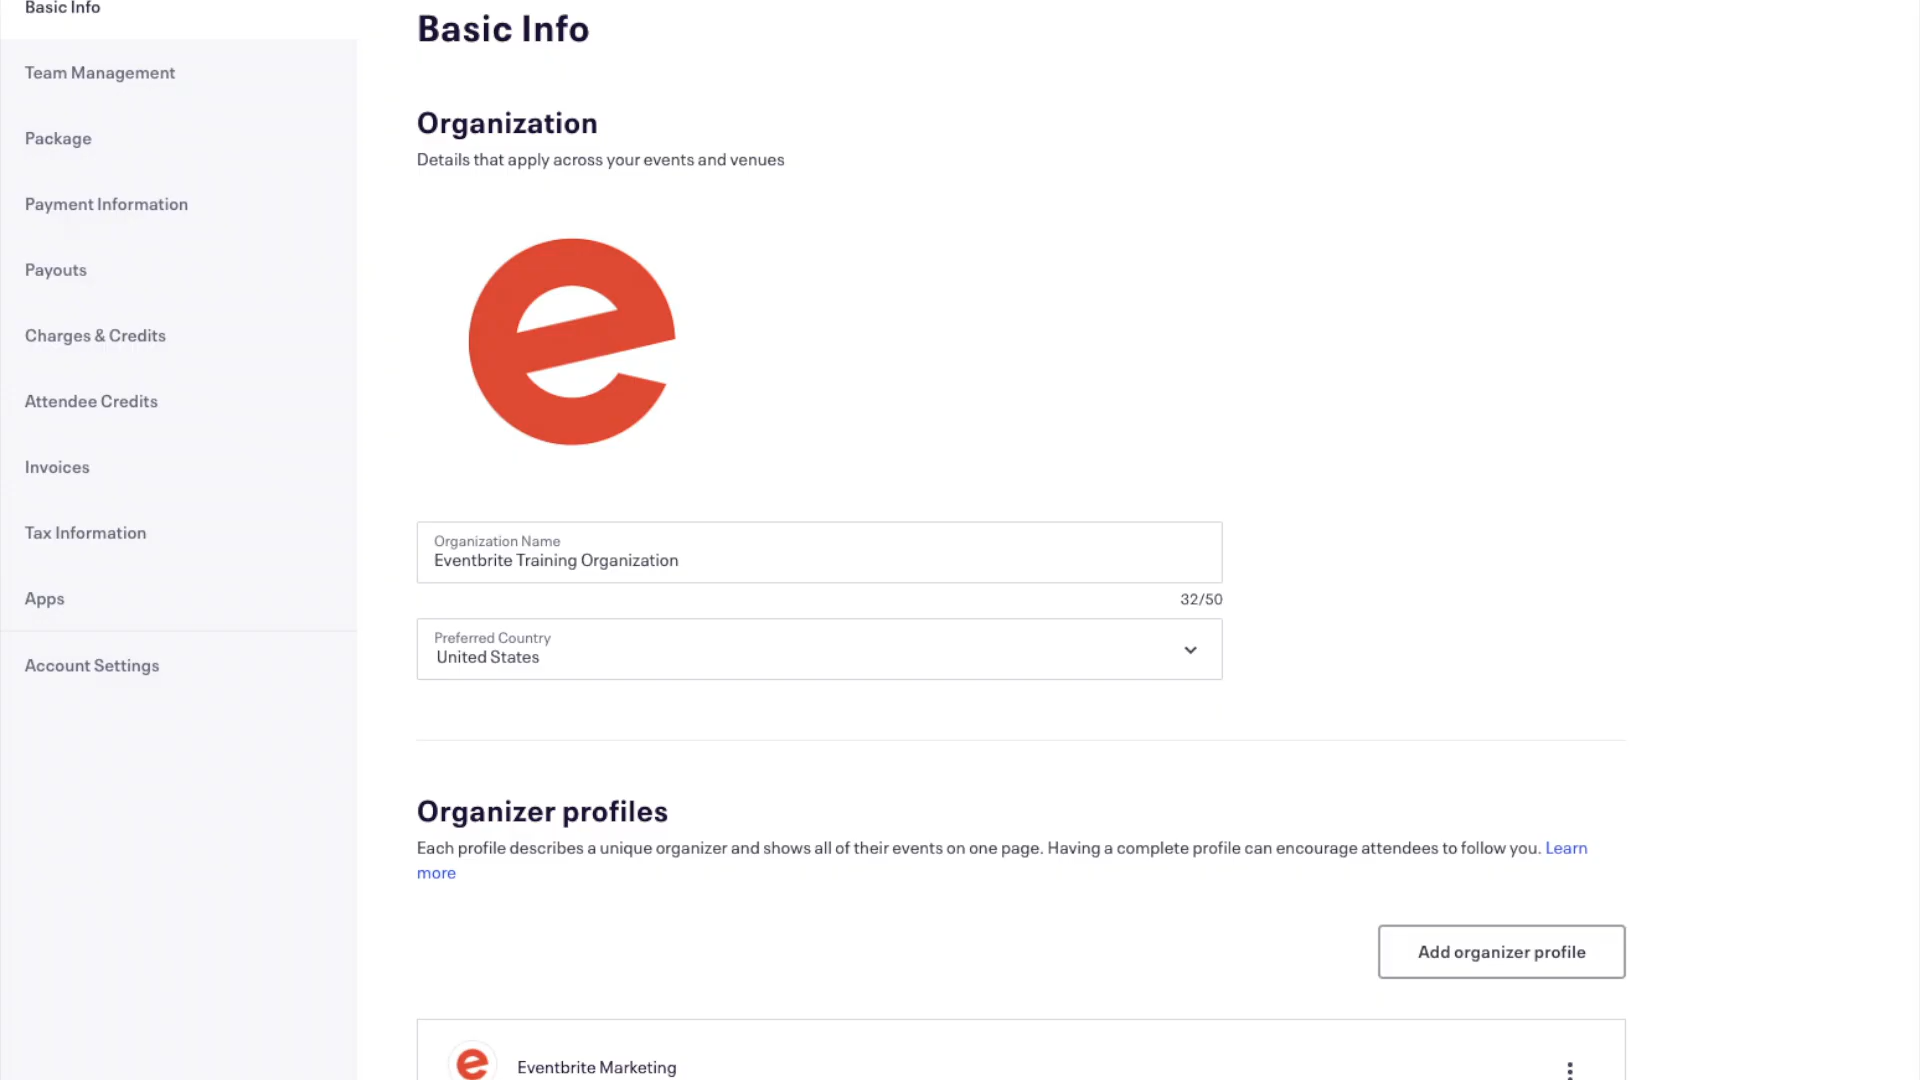 Basic Info
Team Management
Package
Payment Information
Payouts
Charges & Credits
Attendee Credits
Invoices
Tax Information
Apps
Account Settings
Basic Info
Organization
Details that apply across your events and venues
Organization Name
Eventbrite Training Organization
32/50
Preferred Country
United States
Organizer profiles
Each profile describes a unique organizer and shows all of their events on one page. Having a complete profile can encourage attendees to follow you. Learn
more
Add organizer profile
Eventbrite Marketing